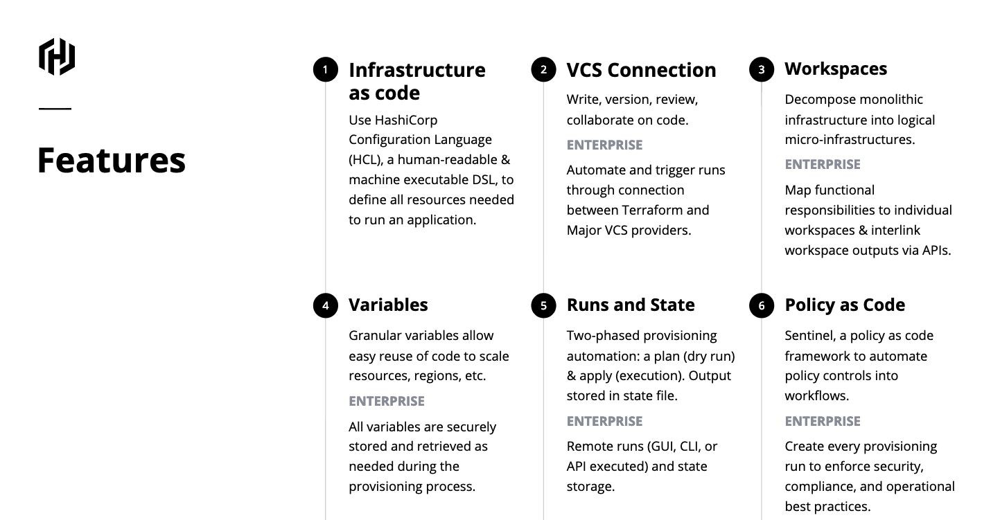 Features
1
Infrastructure
as code
Use HashiCorp
Configuration Language
(HCL), a human-readable &
machine executable DSL, to
define all resources needed
to run an application.
2
VCS Connection
Write, version, review,
collaborate on code.
ENTERPRISE
Automate and trigger runs
through connection
between Terraform and
Major VCS providers.
3
Workspaces
Decompose monolithic
infrastructure into logical
micro-infrastructures.
ENTERPRISE
Map functional
responsibilities to individual
workspaces & interlink
workspace outputs via APIs.
4
Variables
Granular variables allow
easy reuse of code to scale
resources, regions, etc.
ENTERPRISE
All variables are securely
stored and retrieved as
needed during the
provisioning process.
5
Runs and State
Two-phased provisioning
automation: a plan (dry run)
& apply (execution). Output
stored in state file.
ENTERPRISE
Remote runs (GUI, CLI, or
API executed) and state
storage.
6
Policy as Code
Sentinel, a policy as code
framework to automate
policy controls into
workflows.
ENTERPRISE
Create every provisioning
run to enforce security,
compliance, and operational
best practices.